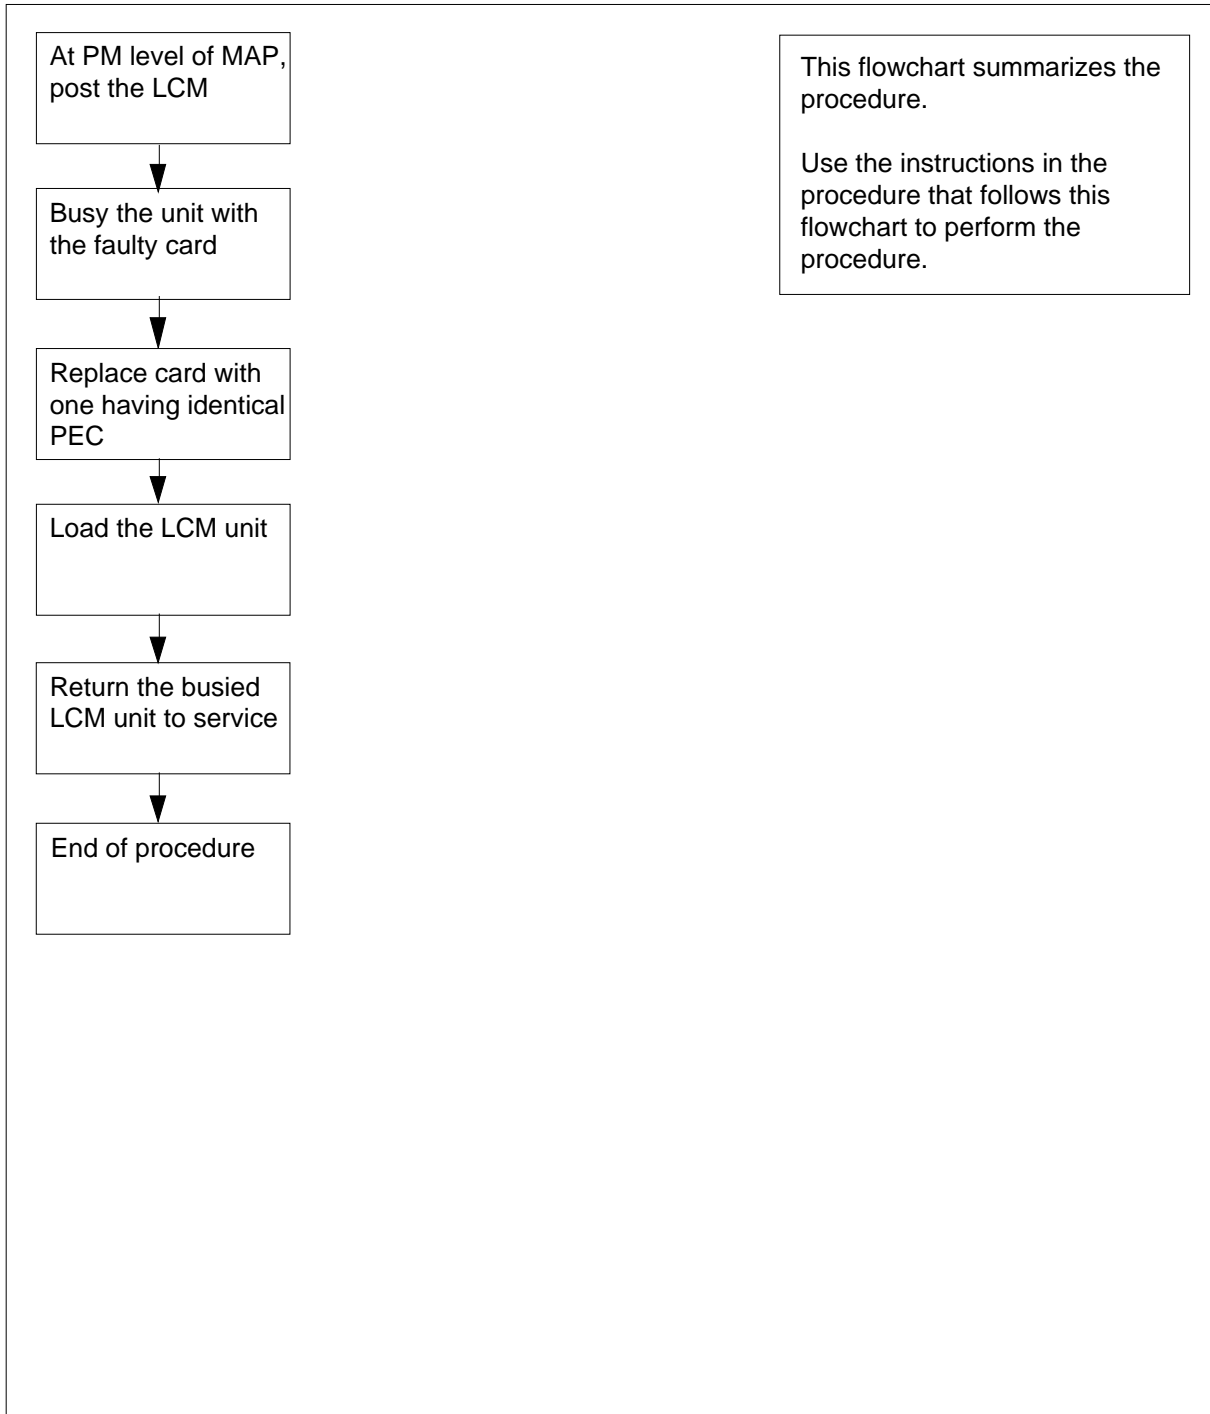 At PM level of MAP,
post the LCM
Busy the unit with
the faulty card
Replace card with
one having identical
PEC
Load the LCM unit
Return the busied
LCM unit to service
End of procedure
This flowchart summarizes the
procedure.
Use the instructions in the
procedure that follows this
flowchart to perform the
procedure.